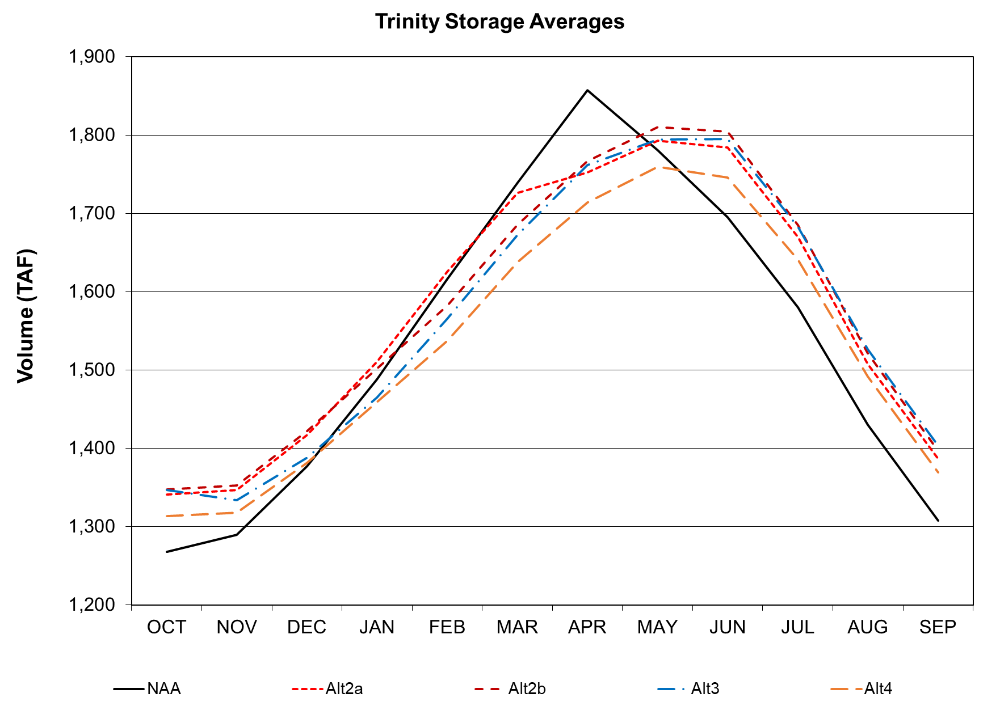 Trinity Storage Averages
Volume (TAF)
1,900
1,800
1,700
1,600
1,500
1,400
1,300
1,200
OCT NOV DEC JAN FEB MAR APR MAY JUN JUL AUG SEP
NAA Alt2a Alt2b Alt3 Alt4